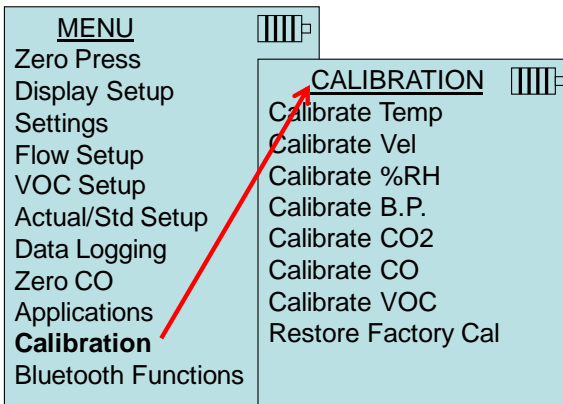 MENU
Zero Press
Display Setup
Settings
Flow Setup
VOC Setup
Actual/Std Setup
Data Logging
Zero CO
Applications
Calibration
Bluetooth Functions
CALIBRATION
Calibrate Temp
Calibrate Vel
Calibrate %RH
Calibrate B.P.
Calibrate CO2
Calibrate CO
Calibrate VOC
Restore Factory Cal